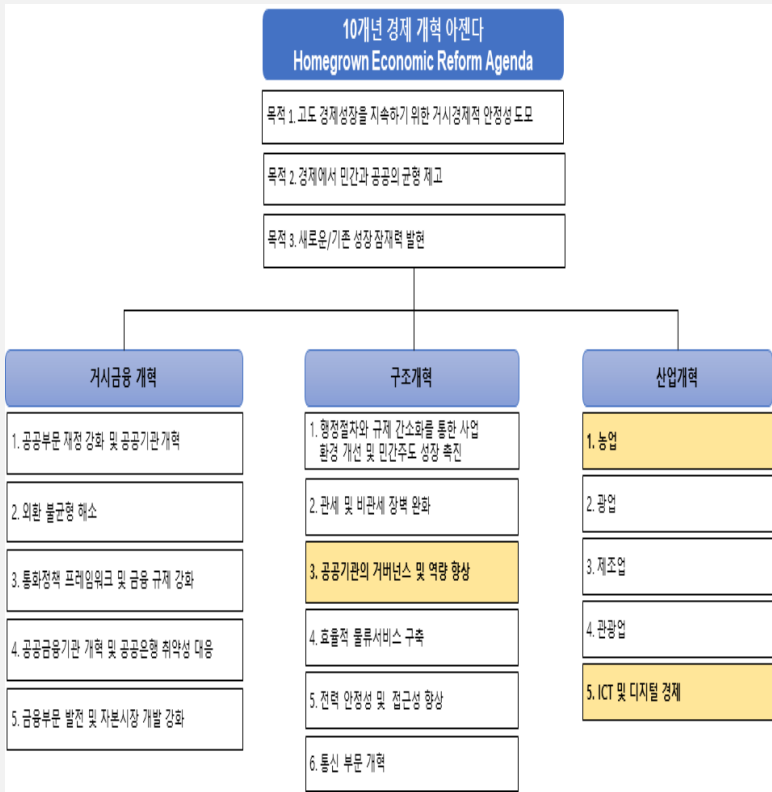 10개년 경제 개혁 아젠다
Homegrown Economic Reform Agenda
목적 1. 고도 경제성장을 지속하기 위한 거시경제적 안정성 도모
목적 2. 경제에서 민간과 공공의 균형 제고
목적 3. 새로운/기존 성장 잠재력 발현
거시금융 개혁
1. 공공부문 재정 강화 및 공공기관 개혁
2. 외환 불균형 해소
3. 통화정책 프레임워크 및 금융 규제 강화
4. 공공금융기관 개혁 및 공공은행 취약성 대응
5. 금융부문 발전 및 자본시장 개발 강화
구조개혁
1. 행정절차와 규제 간소화를 통한 사업
환경 개선 및 민간주도 성장 촉진
2. 관세 및 비관세 장벽 완화
3. 공공기관의 거버넌스 및 역량 향상
4. 효율적 물류서비스 구축
5. 전력 안정성 및 접근성 향상
6. 통신 부문 개혁
산업개혁
1. 농업
2. 광업
3. 제조업
4. 관광업
5. ICT 및 디지털 경제